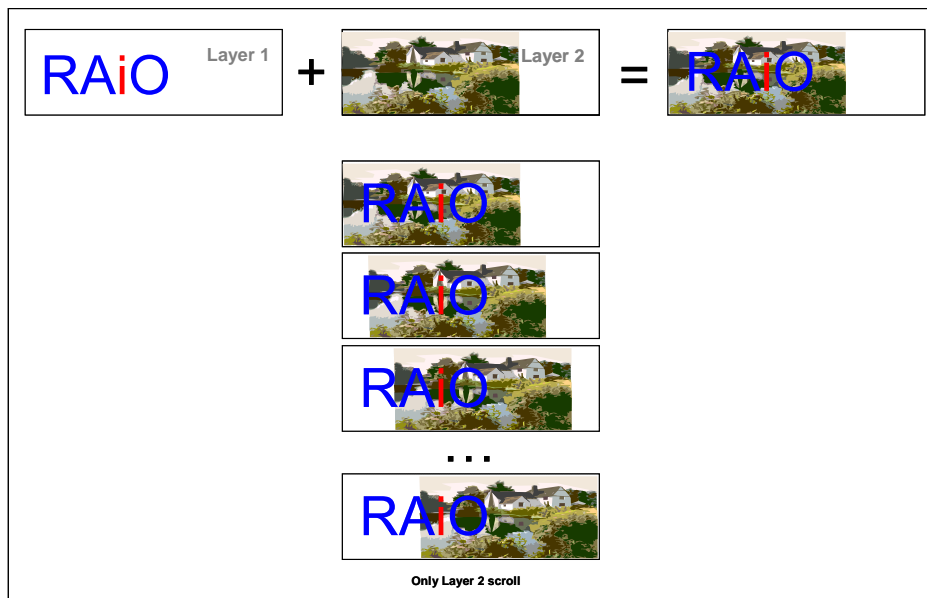 RAiO Layer 1 + Layer 2 = RAiO
RAiO
RAiO
RAiO
...
RAiO
Only Layer 2 scroll